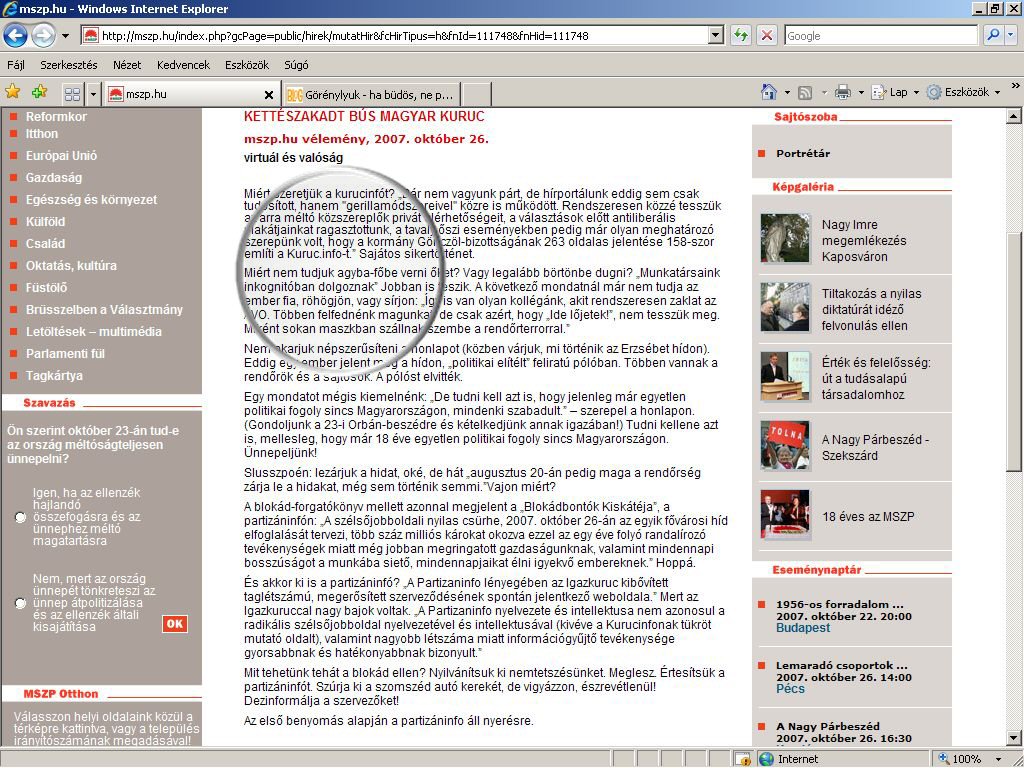 mszp.hu - Windows Internet Explorer
http://mszp.hu/index.php?gcPage=public/hirek/mutatHir&fcHirTipus=h&fnId=111748&fnHid=111748
Google
Fájl Szerkesztés Nézet Kedvencek Eszközök Súgó
mszp.hu
BLOG Görénylyuk - ha büdös, ne p...
Lap
Eszközök
Reformkor
Itthon
Európai Unió
Gazdaság
Egészség és környezet
Külföld
Család
Oktatás, kultúra
Füstölő
Brüsszelben a Választmány
Letöltések – multimédia
Parlamenti fül
Tagkártya
Szavazás
Ön szerint október 23-án tud-e
az ország méltóságteljesen
ünnepelni?
Igen, ha az ellenzék
hajlandó
összefogásra és az
ünnephez méltó
magatartásra
Nem, mert az ország
ünnepét tönkreteszi az
ünnep átpolitizálása
és az ellenzék általi
kisajátítása
OK
MSZP Otthon
Válasszon helyi oldalaink közül a
térképre kattintva, vagy a település
irányítószámának megadásával!
KETTÉSZAKADT BÚS MAGYAR KURUC
mszp.hu vélemény, 2007. október 26.
virtuál és valóság
Miért szeretjük a kurucinfót? „Bár nem vagyunk párt, de hírportálunk eddig sem csak
tudósított, hanem "gerillamódszereivel" közre is működött. Rendszeresen közzé tesszük
az arra méltó közszereplők privát elérhetőségeit, a választások előtt antiliberális
plakátjainkat ragasztottunk, a tavaly őszi eseményekben pedig már olyan meghatározó
szerepünk volt, hogy a kormány Gönczöl-bizottságának 263 oldalas jelentése 158-szor
említi a Kuruc.info-t.” Sajátos sikertörténet.
Miért nem tudjuk agyba-főbe verni őket? Vagy legalább börtönbe dugni? „Munkatársaink
inkognitóban dolgoznak” Jobban is teszik. A következő mondatnál már nem tudja az
ember fia, röhögjön, vagy sírjon: „Így is van olyan kollégánk, akit rendszeresen zaklat az
ÁVO. Többen felfednénk magunkat, de csak azért, hogy „Ide lőjetek!”, nem tesszük meg.
Miként sokan maszkban szállnak szembe a rendőrterrorral.”
Nem akarjuk népszerűsíteni a honlapot (közben várjuk, mi történik az Erzsébet hídon).
Eddig egy ember jelent meg a hídon, „politikai elítélt” feliratú pólóban. Többen vannak a
rendőrök és a sajtósok. A pólóst elvitték.
Egy mondatot mégis kiemelnénk: „De tudni kell azt is, hogy jelenleg már egyetlen
politikai fogoly sincs Magyarországon, mindenki szabadult.” – szerepel a honlapon.
(Gondoljunk a 23-i Orbán-beszédre és kételkedjünk annak igazában!) Tudni kellene azt
is, mellesleg, hogy már 18 éve egyetlen politikai fogoly sincs Magyarországon.
Ünnepeljünk!
Slusszpoén: lezárjuk a hidat, oké, de hát „augusztus 20-án pedig maga a rendőrség
zárja le a hidakat, még sem történik semmi.”Vajon miért?
A blokád-forgatókönyv mellett azonnal megjelent a „Blokádbontók Kiskátéja”, a
partizáninfón: „A szélsőjobboldali nyilas csürhe, 2007. október 26-án az egyik fővárosi híd
elfoglalását tervezi, több száz milliós károkat okozva ezzel az egy éve folyó randalírozó
tevékenységek miatt még jobban megringatott gazdaságunknak, valamint mindennapi
bosszúságot a munkába siető, mindennapjaikat élni igyekvő embereknek.” Hoppá.
És akkor ki is a partizáninfó? „A Partizaninfo lényegében az Igazkuruc kibővített
taglétszámú, megerősített szerveződésének spontán jelentkező weboldala.” Mert az
Igazkuruccal nagy bajok voltak. „A Partizaninfo nyelvezete és intellektusa nem azonosul a
radikális szélsőjobboldal nyelvezetével és intellektusával (kivéve a Kurucinfonak tükröt
mutató oldalt), valamint nagyobb létszáma miatt információgyűjtő tevékenysége
gyorsabbnak és hatékonyabbnak bizonyult.”
Mit tehetünk tehát a blokád ellen? Nyilvánítsuk ki nemtetszésünket. Meglesz. Értesítsük a
partizáninfót. Szúrja ki a szomszéd autó kerekét, de vigyázzon, észrevétlenül!
Dezinformálja a szervezőket!
Az első benyomás alapján a partizáninfó áll nyerésre.
Sajtószoba
Portrétár
Képgaléria
Nagy Imre
megemlékezés
Kaposváron
Tiltakozás a nyilas
diktatúrát idéző
felvonulás ellen
Érték és felelősség:
út a tudásalapú
társadalomhoz
TOLNA
A Nagy Párbeszéd -
Szekszárd
18 éves az MSZP
Eseménynaptár
1956-os forradalom ...
2007. október 22. 20:00
Budapest
Lemaradó csoportok ...
2007. október 26. 14:00
Pécs
A Nagy Párbeszéd
2007. október 26. 16:30
Internet
100%